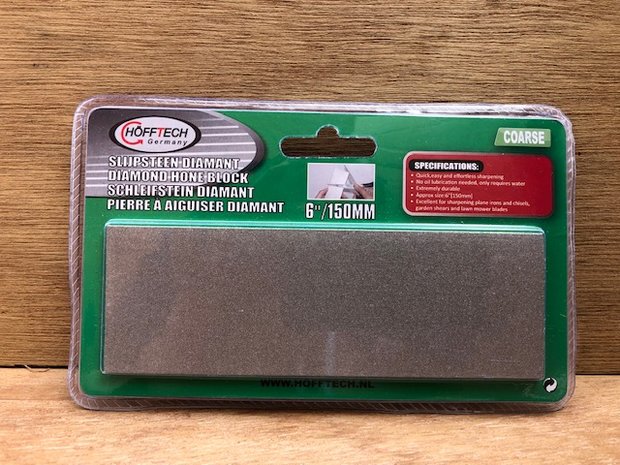 HÖFFTECH
Germany
SLIJPSTEEN DIAMANT
DIAMOND HONE BLOCK
SCHLEIFSTEIN DIAMANT
PIERRE A AIGUISER DIAMANT
6"/150MM
COARSE
SPECIFICATIONS:
• Quick,easy and effortless sharpening
• No oil lubrication needed, only requires water
• Extremely durable
• Approx size:6"[150mm]
• Excellent for sharpening plane irons and chisels,
garden shears and lawn mower blades
WWW.HOFFTECH.NL